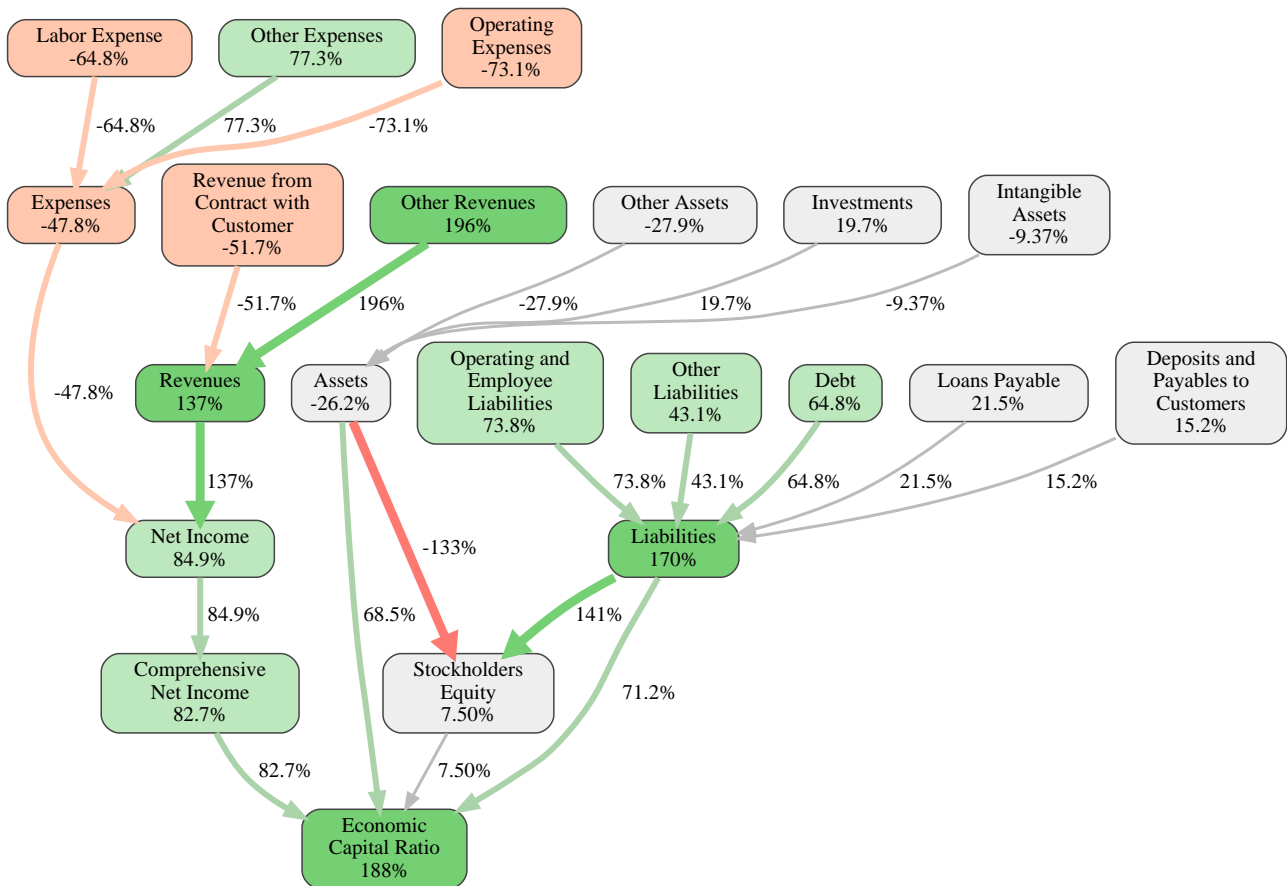 Labor Expense
-64.8%
Other Expenses
77.3%
Operating
Expenses
-73.1%
-64.8%
77.3%
-73.1%
Expenses
-47.8%
Revenue from
Contract with
Customer
-51.7%
Other Revenues
196%
Other Assets
-27.9%
Investments
19.7%
Intangible
Assets
-9.37%
-51.7%
196%
-27.9%
19.7%
-9.37%
-47.8%
Revenues
137%
Assets
-26.2%
Operating and
Employee
Liabilities
73.8%
Other
Liabilities
43.1%
Debt
64.8%
Loans Payable
21.5%
Deposits and
Payables to
Customers
15.2%
137%
73.8%
43.1%
64.8%
21.5%
15.2%
Net Income
84.9%
-133%
Liabilities
170%
84.9%
68.5%
141%
Comprehensive
Net Income
82.7%
Stockholders
Equity
7.50%
71.2%
82.7%
7.50%
Economic
Capital Ratio
188%